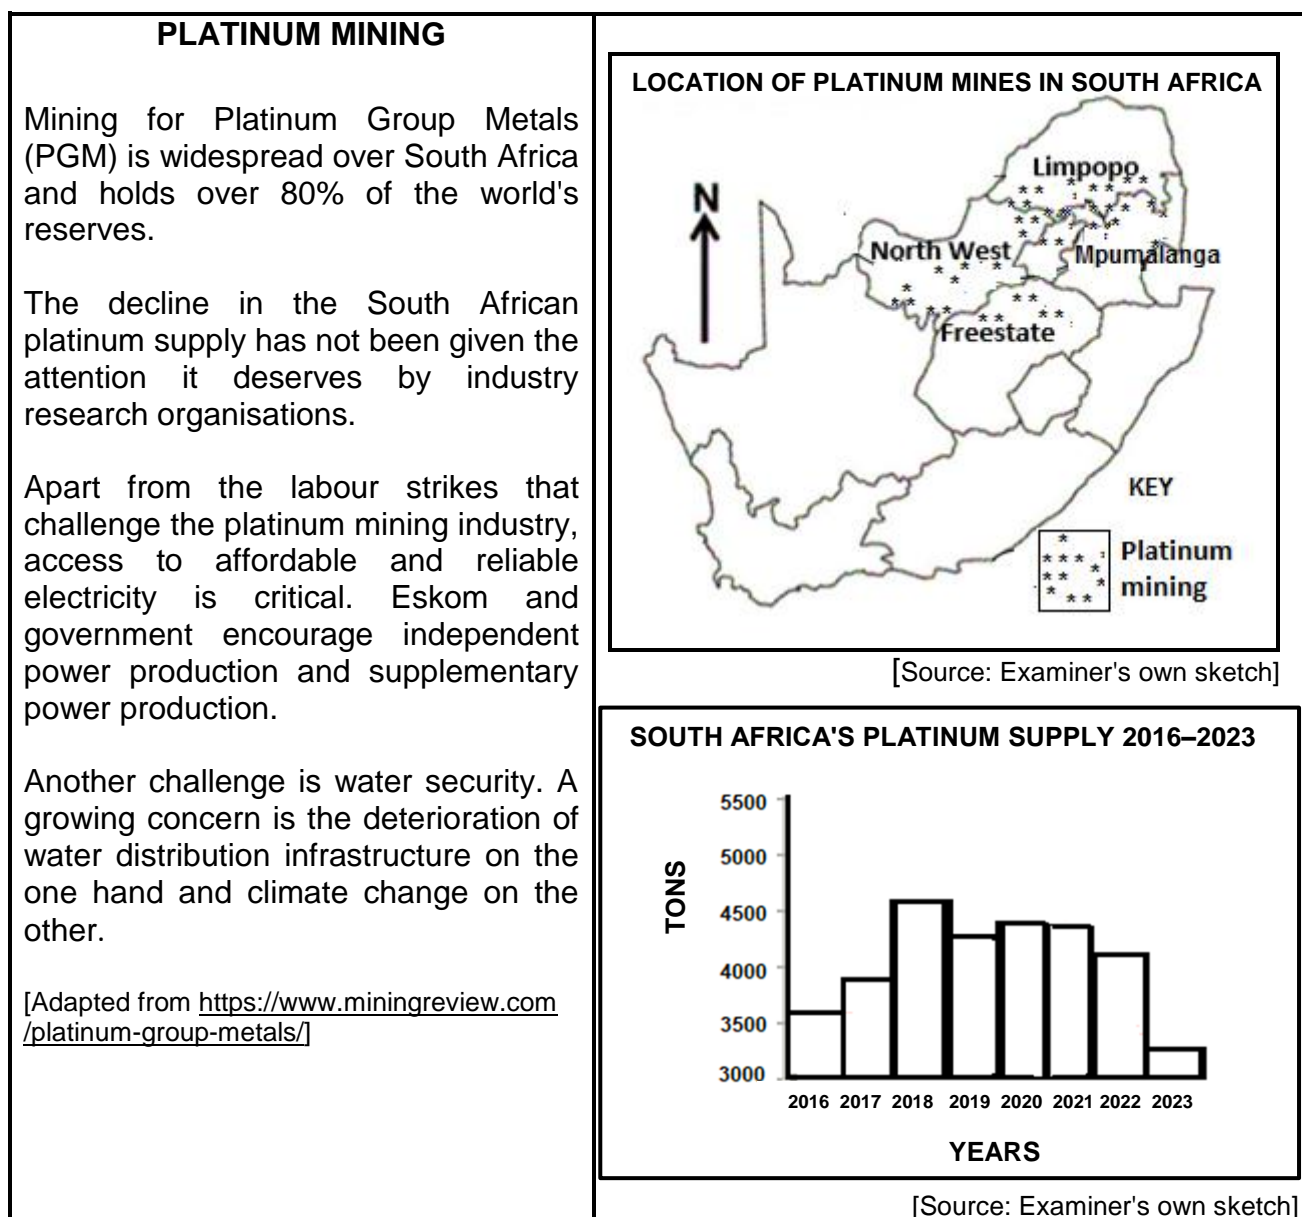 PLATINUM MINING
Mining for Platinum Group Metals
(PGM) is widespread over South Africa
and holds over 80% of the world's
reserves.
The decline in the South African
platinum supply has not been given the
attention it deserves by industry
research organisations.
Apart from the labour strikes that
challenge the platinum mining industry,
access to affordable and reliable
electricity is critical. Eskom and
government encourage independent
power production and supplementary
power production.
Another challenge is water security. A
growing concern is the deterioration of
water distribution infrastructure on the
one hand and climate change on the
other.
[Adapted from https://www.miningreview.com
/platinum-group-metals/]
LOCATION OF PLATINUM MINES IN SOUTH AFRICA
Limpopo
N
North West
Mpumalanga
Freestate
KEY
Platinum
mining
[Source: Examiner's own sketch]
SOUTH AFRICA'S PLATINUM SUPPLY 2016–2023
5500
5000
4500
4000
3500
3000
TONS
2016 2017 2018 2019 2020 2021 2022 2023
YEARS
[Source: Examiner's own sketch]